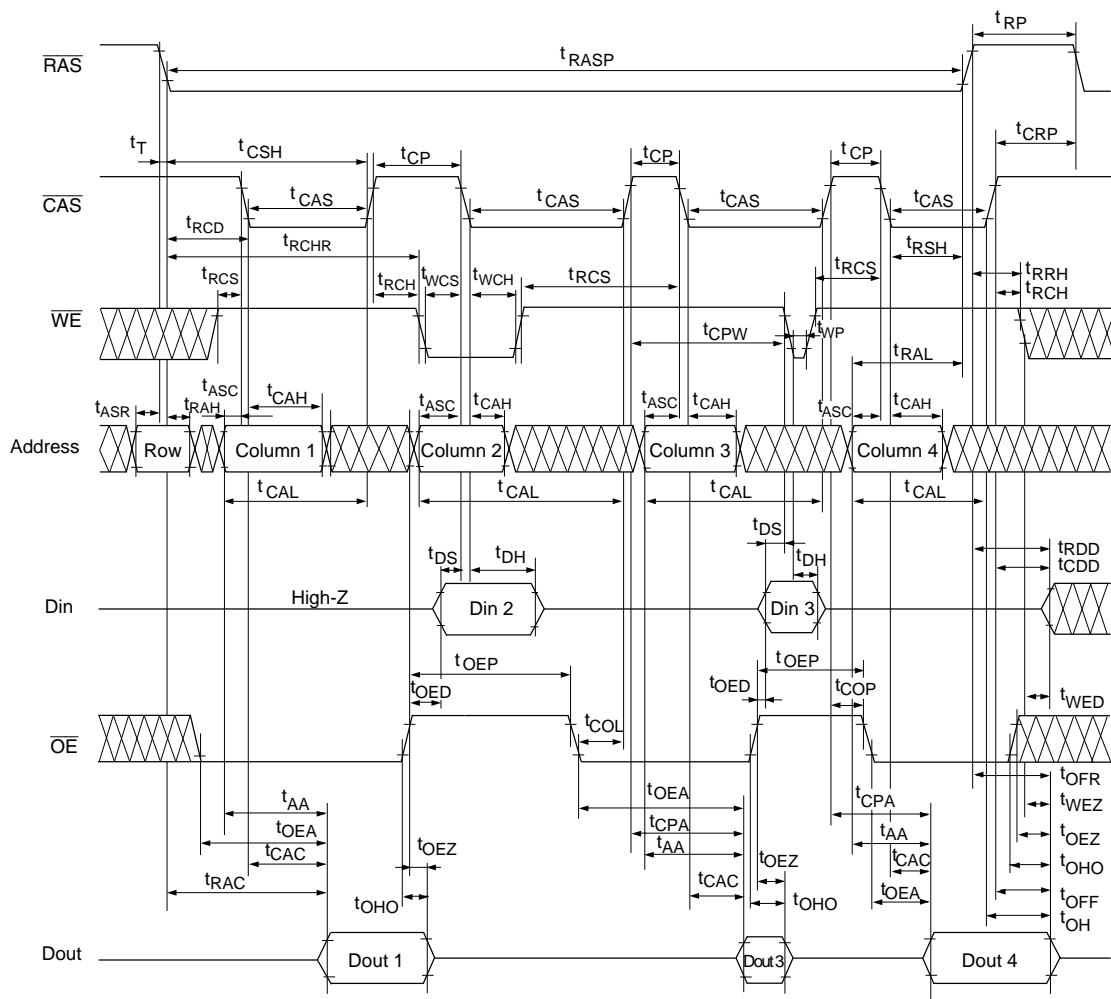 tRP
RAS
tRASP
tCRP
tT
tCSH
tCP
tCP
tCP
CAS
tCAS
tCAS
tCAS
tCAS
tRCD
tRCHR
tRSH
tRCS
tRCH
tWCS
tWCH
tRCS
tRCS
tRRH
tRCH
WE
tCPW
tWP
tRAL
tASR
tRAH
tASC
tCAH
tASC
tCAH
tASC
tCAH
tASC
tCAH
Address
Row
Column 1
Column 2
Column 3
Column 4
tCAL
tCAL
tCAL
tCAL
tDS
tDH
tDS
tDH
tRDD
tCDD
Din
High-Z
Din 2
Din 3
tOEP
tOEP
tOED
tOED
tCOP
tWED
OE
tCOL
tOFR
tAA
tOEA
tCPA
tWEZ
tOEA
tCPA
tAA
tOEZ
tCAC
tOEZ
tAA
tOEZ
tCAC
tOHO
tRAC
tCAC
tOEA
tOFF
tOHO
tOHO
tOH
Dout
Dout 1
Dout 3
Dout 4